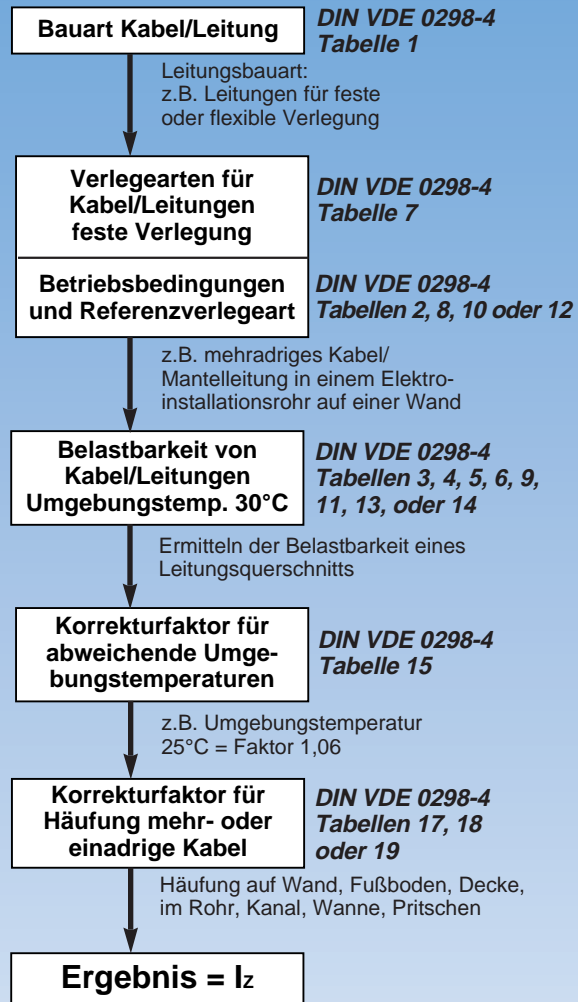 Bauart Kabel/Leitung
DIN VDE 0298-4
Tabelle 1
Leitungsbauart:
z.B. Leitungen für feste
oder flexible Verlegung
Verlegearten für
Kabel/Leitungen
feste Verlegung
DIN VDE 0298-4
Tabelle 7
Betriebsbedingungen
und Referenzverlegeart
DIN VDE 0298-4
Tabellen 2, 8, 10 oder 12
z.B. mehradriges Kabel/
Mantelleitung in einem Elektro-
installationsrohr auf einer Wand
Belastbarkeit von
Kabel/Leitungen
Umgebungstemp. 30°C
DIN VDE 0298-4
Tabellen 3, 4, 5, 6, 9,
11, 13, oder 14
Ermitteln der Belastbarkeit eines
Leitungsquerschnitts
Korrekturfaktor für
abweichende Umge-
bungstemperaturen
DIN VDE 0298-4
Tabelle 15
z.B. Umgebungstemperatur
25°C = Faktor 1,06
Korrekturfaktor für
Häufung mehr- oder
einadrige Kabel
DIN VDE 0298-4
Tabellen 17, 18
oder 19
Häufung auf Wand, Fußboden, Decke,
im Rohr, Kanal, Wanne, Pritschen
Ergebnis = Iz